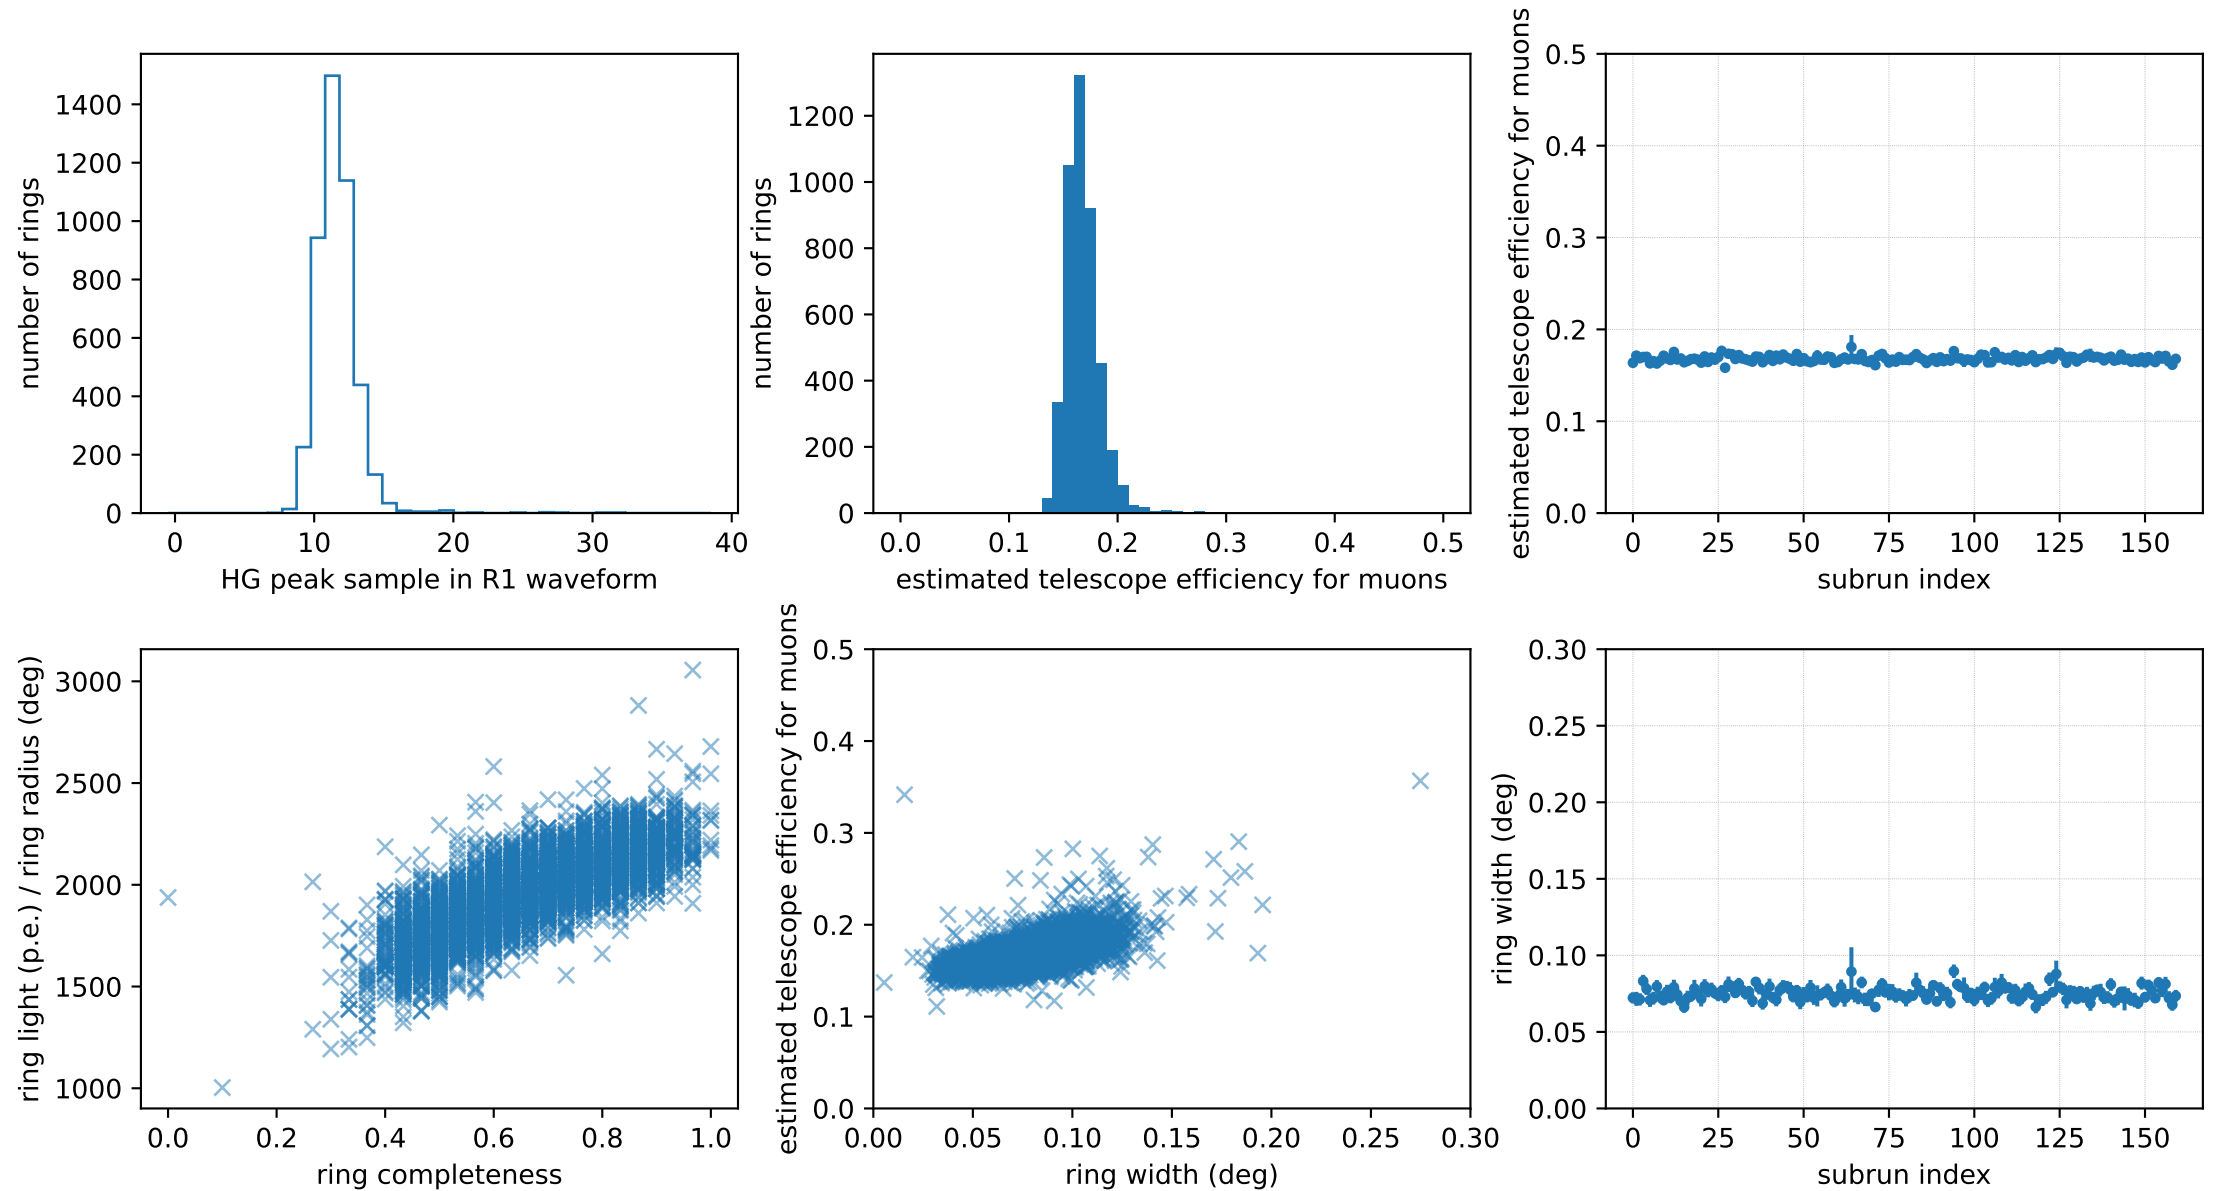 number of rings
1400
1200
1000
800
600
400
200
0
0 10 20 30 40
HG peak sample in R1 waveform
number of rings
1200
1000
800
600
400
200
0
0.0 0.1 0.2 0.3 0.4 0.5
estimated telescope efficiency for muons
estimated telescope efficiency for muons
0.5
0.4
0.3
0.2
0.1
0.0
0 25 50 75 100 125 150
subrun index
ring light (p.e.) / ring radius (deg)
3000
2500
2000
1500
1000
0.0 0.2 0.4 0.6 0.8 1.0
ring completeness
estimated telescope efficiency for muons
0.5
0.4
0.3
0.2
0.1
0.0
0.00 0.05 0.10 0.15 0.20 0.25 0.30
ring width (deg)
ring width (deg)
0.30
0.25
0.20
0.15
0.10
0.05
0.00
0 25 50 75 100 125 150
subrun index